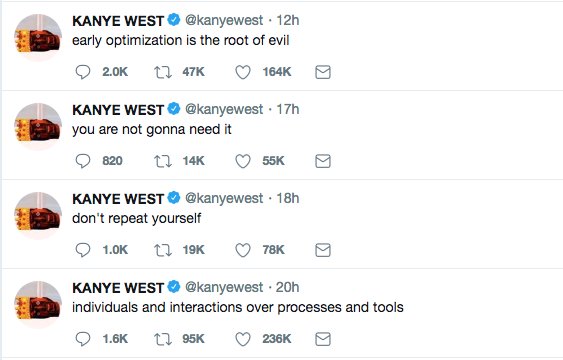 KANYE WEST @kanyewest · 12h
early optimization is the root of evil
2.0K 47K 164K
KANYE WEST @kanyewest · 17h
you are not gonna need it
820 14K 55K
KANYE WEST @kanyewest · 18h
don't repeat yourself
1.0K 19K 78K
KANYE WEST @kanyewest · 20h
individuals and interactions over processes and tools
1.6K 95K 236K